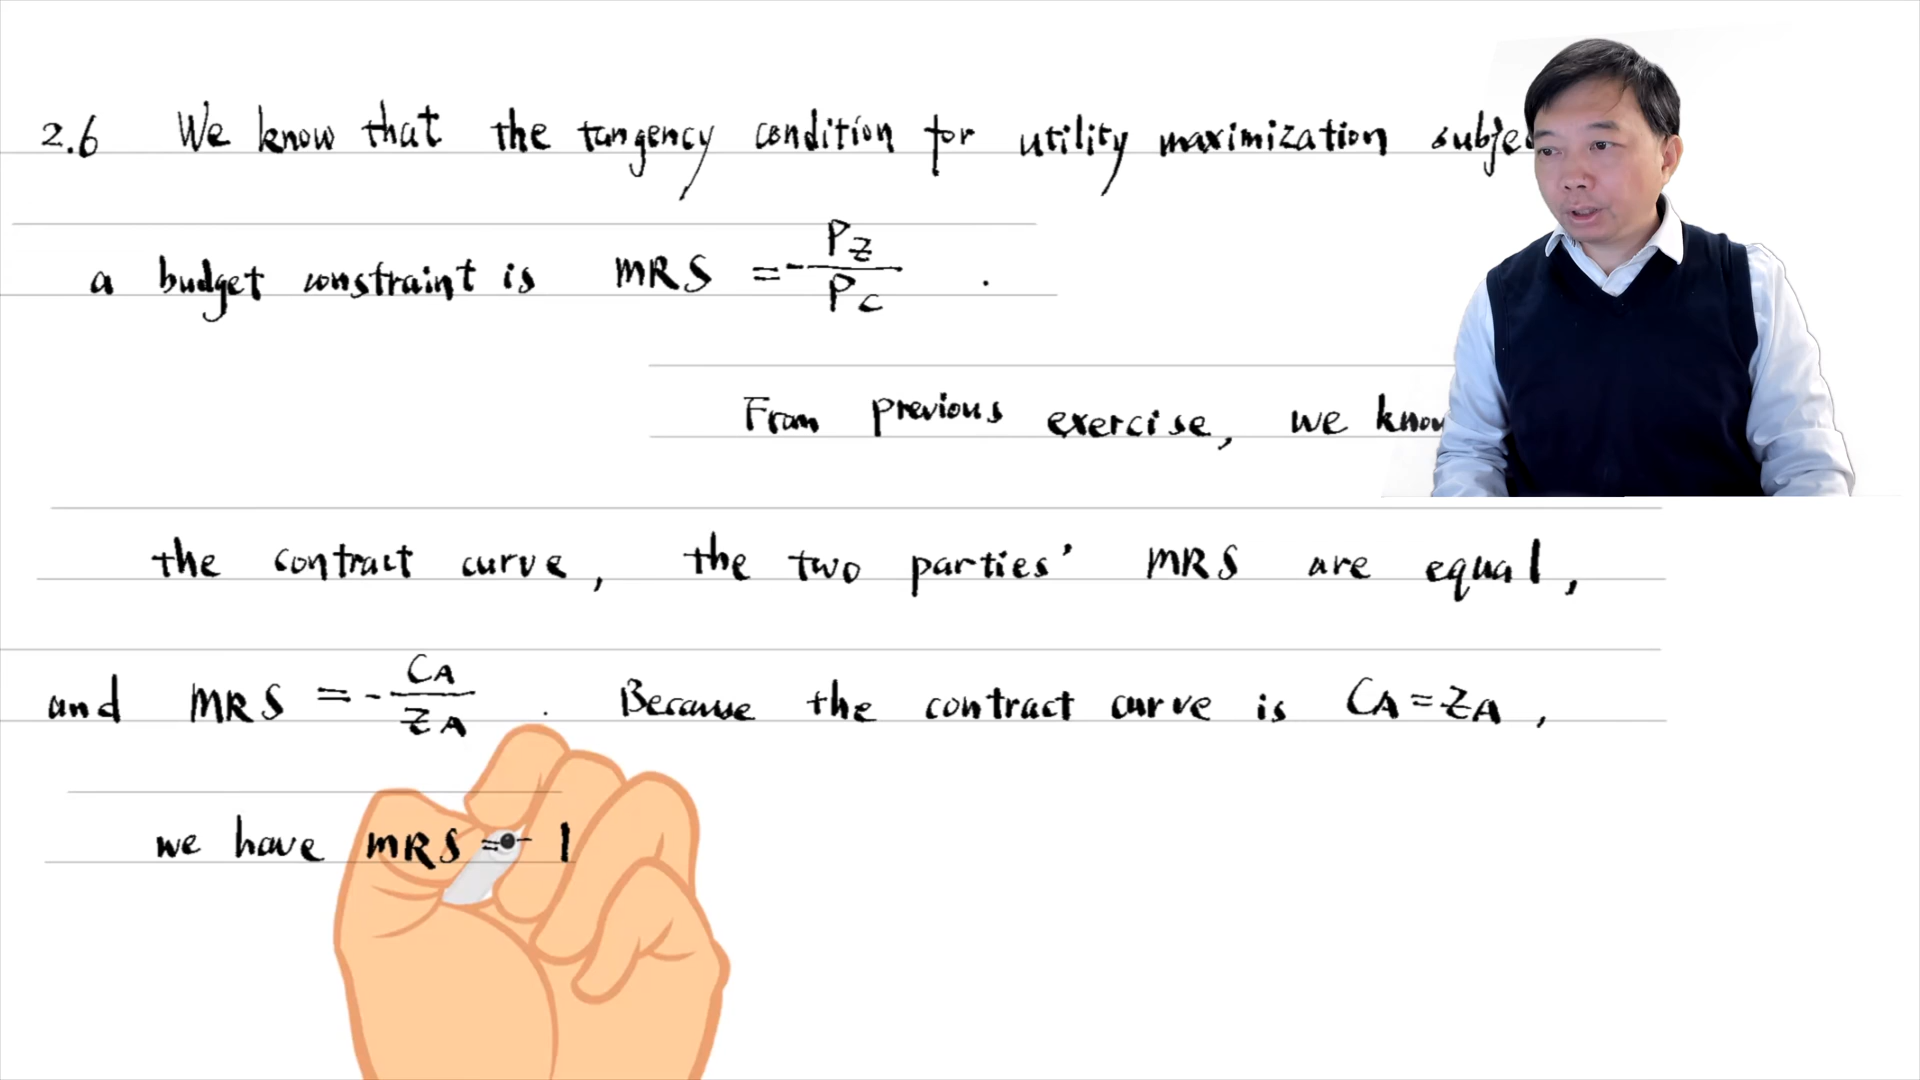 2.6 We know that the tangency condition for utility maximization
a budget constraint is MRS = - PZ / PC .
From previous exercise, we know
the contract curve, the two parties' MRS are equal,
and MRS = - CA / ZA . Because the contract curve is CA = ZA ,
we have MRS = - 1